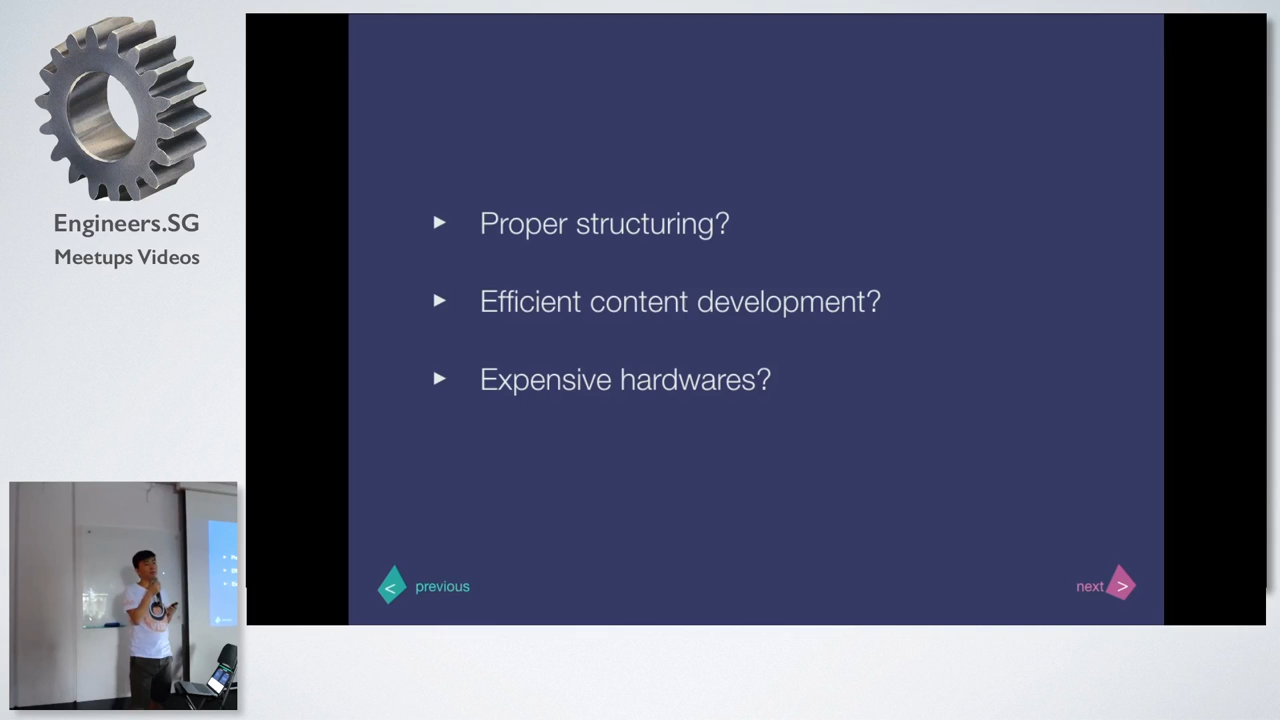 Engineers.SG
Meetups Videos
► Proper structuring?
► Efficient content development?
► Expensive hardwares?
< previous
next >